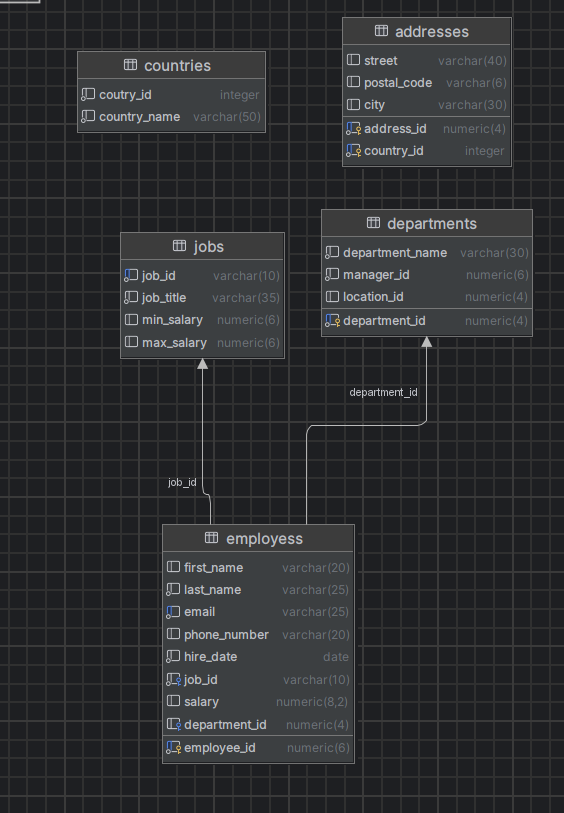 countries
coutry_id integer
country_name varchar(50)
addresses
street varchar(40)
postal_code varchar(6)
city varchar(30)
address_id numeric(4)
country_id integer
jobs
job_id varchar(10)
job_title varchar(35)
min_salary numeric(6)
max_salary numeric(6)
departments
department_name varchar(30)
manager_id numeric(6)
location_id numeric(4)
department_id numeric(4)
department_id
job_id
employess
first_name varchar(20)
last_name varchar(25)
email varchar(25)
phone_number varchar(20)
hire_date date
job_id varchar(10)
salary numeric(8,2)
department_id numeric(4)
employee_id numeric(6)